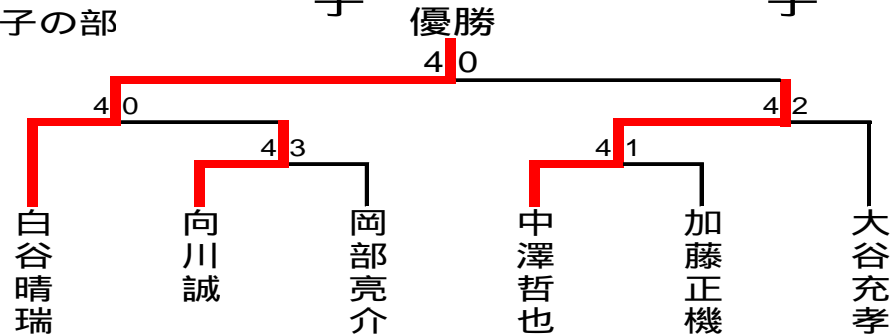 子の部
優勝
4 0
4 0
4 2
4 3
4 1
白谷晴瑞
向川誠
岡部亮介
中澤哲也
加藤正機
大谷充孝